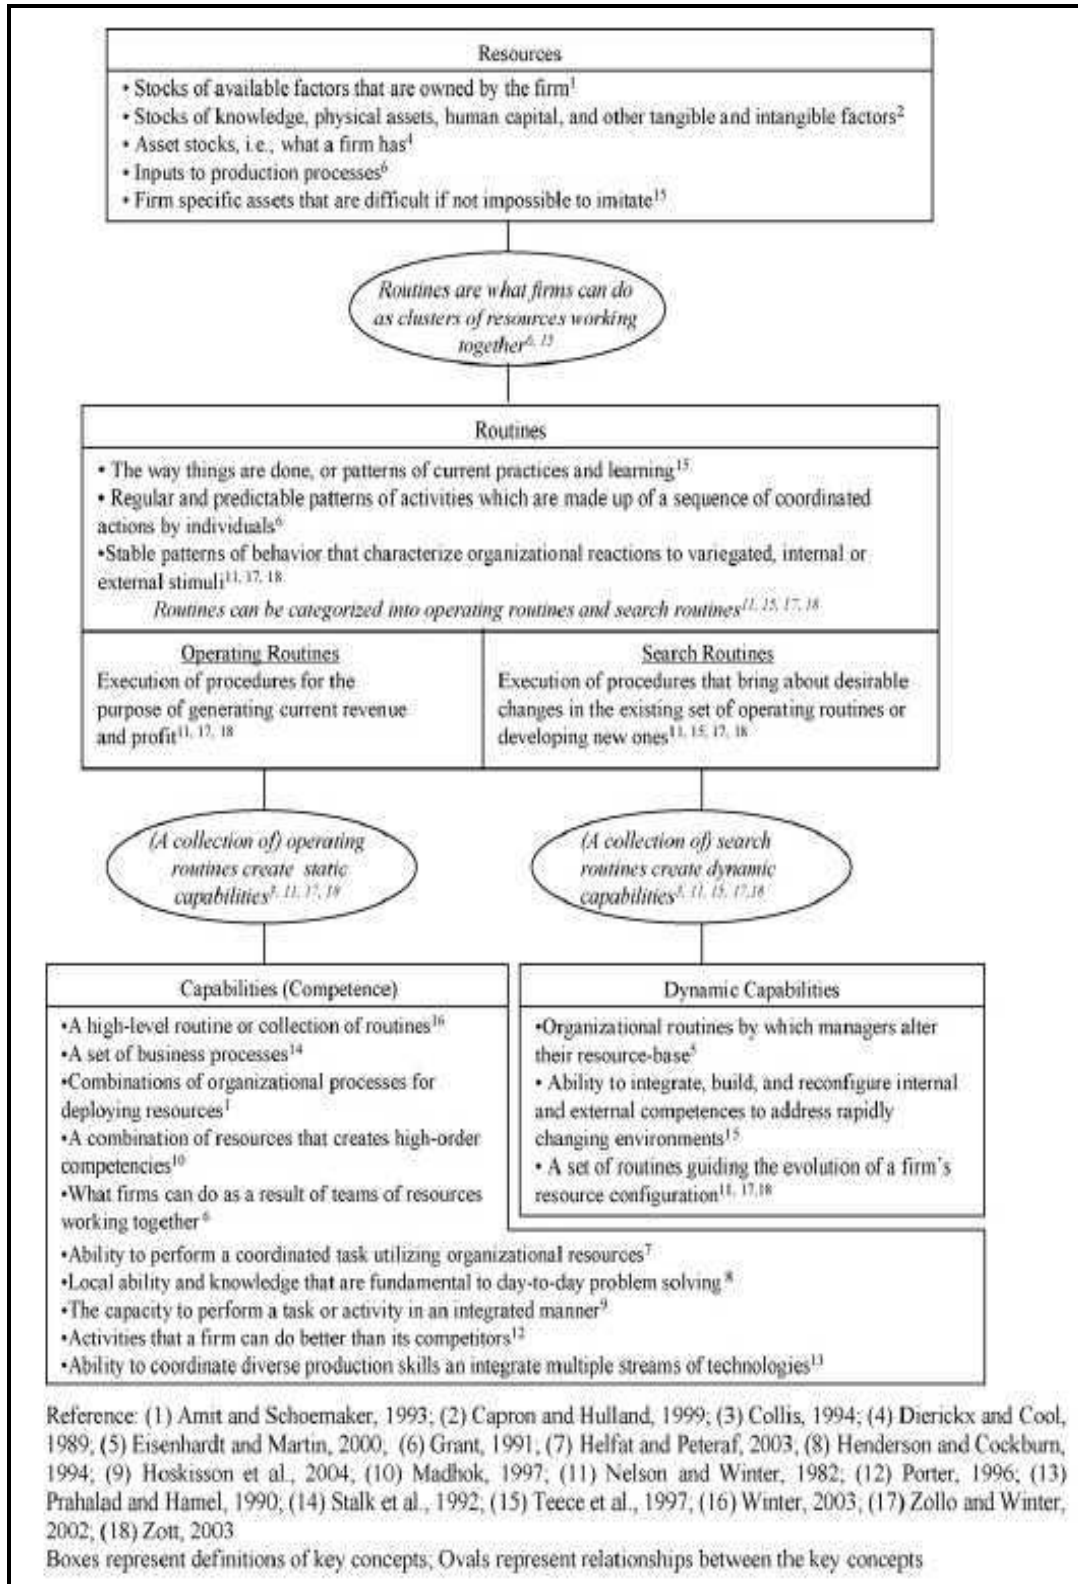 Resources
• Stocks of available factors that are owned by the firm1
• Stocks of knowledge, physical assets, human capital, and other tangible and intangible factors2
• Asset stocks, i.e., what a firm has4
• Inputs to production processes6
• Firm specific assets that are difficult if not impossible to imitate15
Routines are what firms can do
as clusters of resources working
together6, 15
Routines
• The way things are done, or patterns of current practices and learning15
• Regular and predictable patterns of activities which are made up of a sequence of coordinated
actions by individuals6
•Stable patterns of behavior that characterize organizational reactions to variegated, internal or
external stimuli11, 17, 18
Routines can be categorized into operating routines and search routines11, 15, 17, 18
Operating Routines
Execution of procedures for the
purpose of generating current revenue
and profit11, 17, 18
Search Routines
Execution of procedures that bring about desirable
changes in the existing set of operating routines or
developing new ones11, 15, 17, 18
(A collection of) operating
routines create static
capabilities3, 11, 17, 18
(A collection of) search
routines create dynamic
capabilities3, 11, 15, 17,18
Capabilities (Competence)
•A high-level routine or collection of routines16
•A set of business processes14
•Combinations of organizational processes for
deploying resources1
•A combination of resources that creates high-order
competencies10
•What firms can do as a result of teams of resources
working together6
•Ability to perform a coordinated task utilizing organizational resources7
•Local ability and knowledge that are fundamental to day-to-day problem solving8
•The capacity to perform a task or activity in an integrated manner9
•Activities that a firm can do better than its competitors12
•Ability to coordinate diverse production skills an integrate multiple streams of technologies13
Dynamic Capabilities
•Organizational routines by which managers alter
their resource-base5
• Ability to integrate, build, and reconfigure internal
and external competences to address rapidly
changing environments15
• A set of routines guiding the evolution of a firm's
resource configuration11, 17,18
Reference: (1) Amit and Schoemaker, 1993; (2) Capron and Hulland, 1999; (3) Collis, 1994; (4) Dierickx and Cool,
1989; (5) Eisenhardt and Martin, 2000, (6) Grant, 1991; (7) Helfat and Peteraf, 2003, (8) Henderson and Cockburn,
1994; (9) Hoskisson et al., 2004; (10) Madhok, 1997; (11) Nelson and Winter, 1982; (12) Porter, 1996; (13)
Prahalad and Hamel, 1990; (14) Stalk et al., 1992; (15) Teece et al., 1997; (16) Winter, 2003; (17) Zollo and Winter,
2002; (18) Zott, 2003
Boxes represent definitions of key concepts; Ovals represent relationships between the key concepts